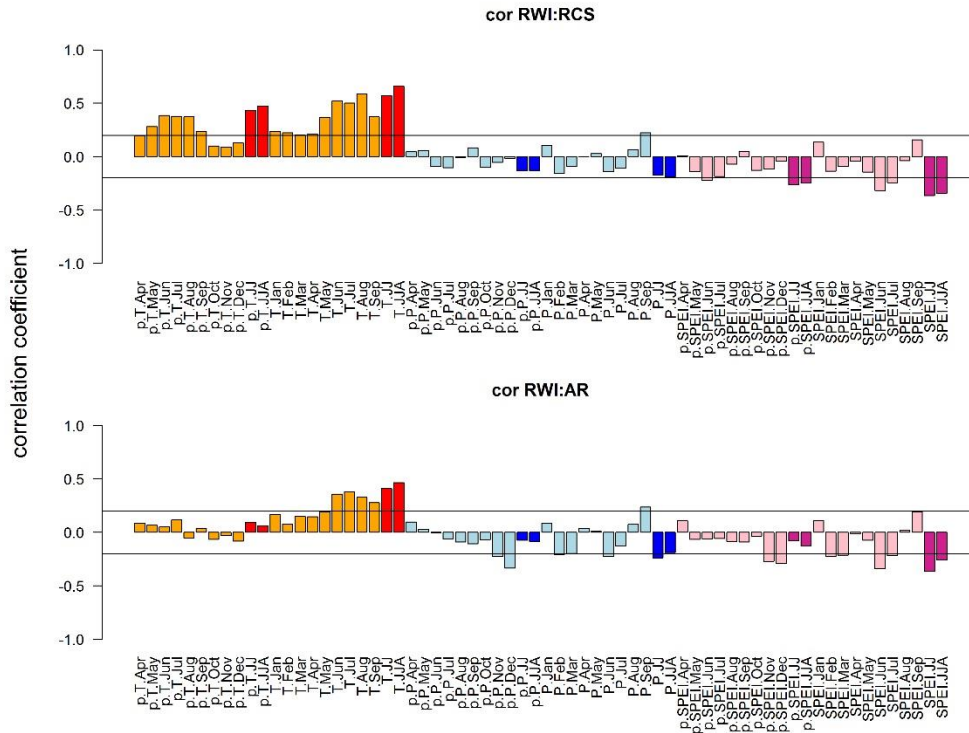 cor RWI:RCS
1.0
0.5
0.0
-0.5
-1.0
p.T.Apr
p.T.May
p.T.Jun
p.T.Jul
p.T.Aug
p.T.Sep
p.T.Oct
p.T.Nov
p.T.Dec
p.T.JJ
p.T.JJA
T.Jan
T.Feb
T.Mar
T.Apr
T.May
T.Jun
T.Jul
T.Aug
T.Sep
T.JJ
T.JJA
p.P.Apr
p.P.May
p.P.Jun
p.P.Jul
p.P.Aug
p.P.Sep
p.P.Oct
p.P.Nov
p.P.Dec
p.P.JJ
p.P.JJA
P.Jan
P.Feb
P.Mar
P.Apr
P.May
P.Jun
P.Jul
P.Aug
P.Sep
P.JJ
P.JJA
p.SPEI.Apr
p.SPEI.May
p.SPEI.Jun
p.SPEI.Jul
p.SPEI.Aug
p.SPEI.Sep
p.SPEI.Oct
p.SPEI.Nov
p.SPEI.Dec
p.SPEI.JJ
p.SPEI.JJA
SPEI.Jan
SPEI.Feb
SPEI.Mar
SPEI.Apr
SPEI.May
SPEI.Jun
SPEI.Jul
SPEI.Aug
SPEI.Sep
SPEI.JJ
SPEI.JJA
correlation coefficient
cor RWI:AR
1.0
0.5
0.0
-0.5
-1.0
p.T.Apr
p.T.May
p.T.Jun
p.T.Jul
p.T.Aug
p.T.Sep
p.T.Oct
p.T.Nov
p.T.Dec
p.T.JJ
p.T.JJA
T.Jan
T.Feb
T.Mar
T.Apr
T.May
T.Jun
T.Jul
T.Aug
T.Sep
T.JJ
T.JJA
p.P.Apr
p.P.May
p.P.Jun
p.P.Jul
p.P.Aug
p.P.Sep
p.P.Oct
p.P.Nov
p.P.Dec
p.P.JJ
p.P.JJA
P.Jan
P.Feb
P.Mar
P.Apr
P.May
P.Jun
P.Jul
P.Aug
P.Sep
P.JJ
P.JJA
p.SPEI.Apr
p.SPEI.May
p.SPEI.Jun
p.SPEI.Jul
p.SPEI.Aug
p.SPEI.Sep
p.SPEI.Oct
p.SPEI.Nov
p.SPEI.Dec
p.SPEI.JJ
p.SPEI.JJA
SPEI.Jan
SPEI.Feb
SPEI.Mar
SPEI.Apr
SPEI.May
SPEI.Jun
SPEI.Jul
SPEI.Aug
SPEI.Sep
SPEI.JJ
SPEI.JJA